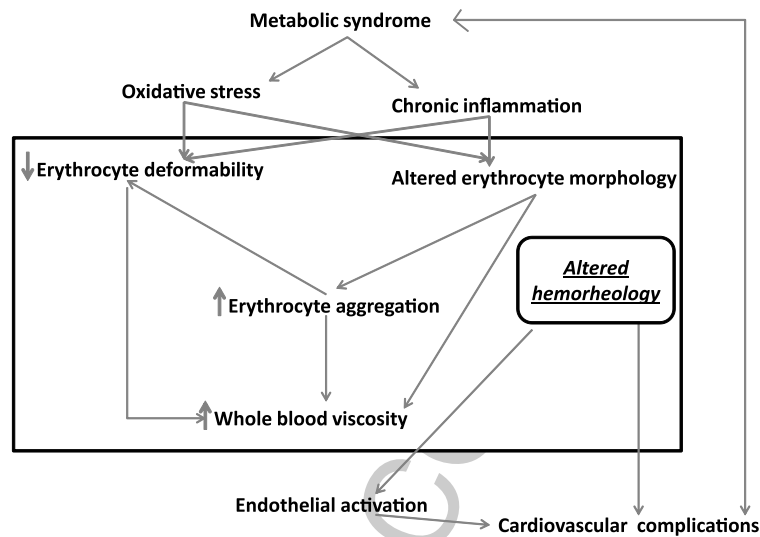 Metabolic syndrome
Oxidative stress
Chronic inflammation
Erythrocyte deformability
Altered erythrocyte morphology
Altered
hemorheology
Erythrocyte aggregation
Whole blood viscosity
Endothelial activation
Cardiovascular complications